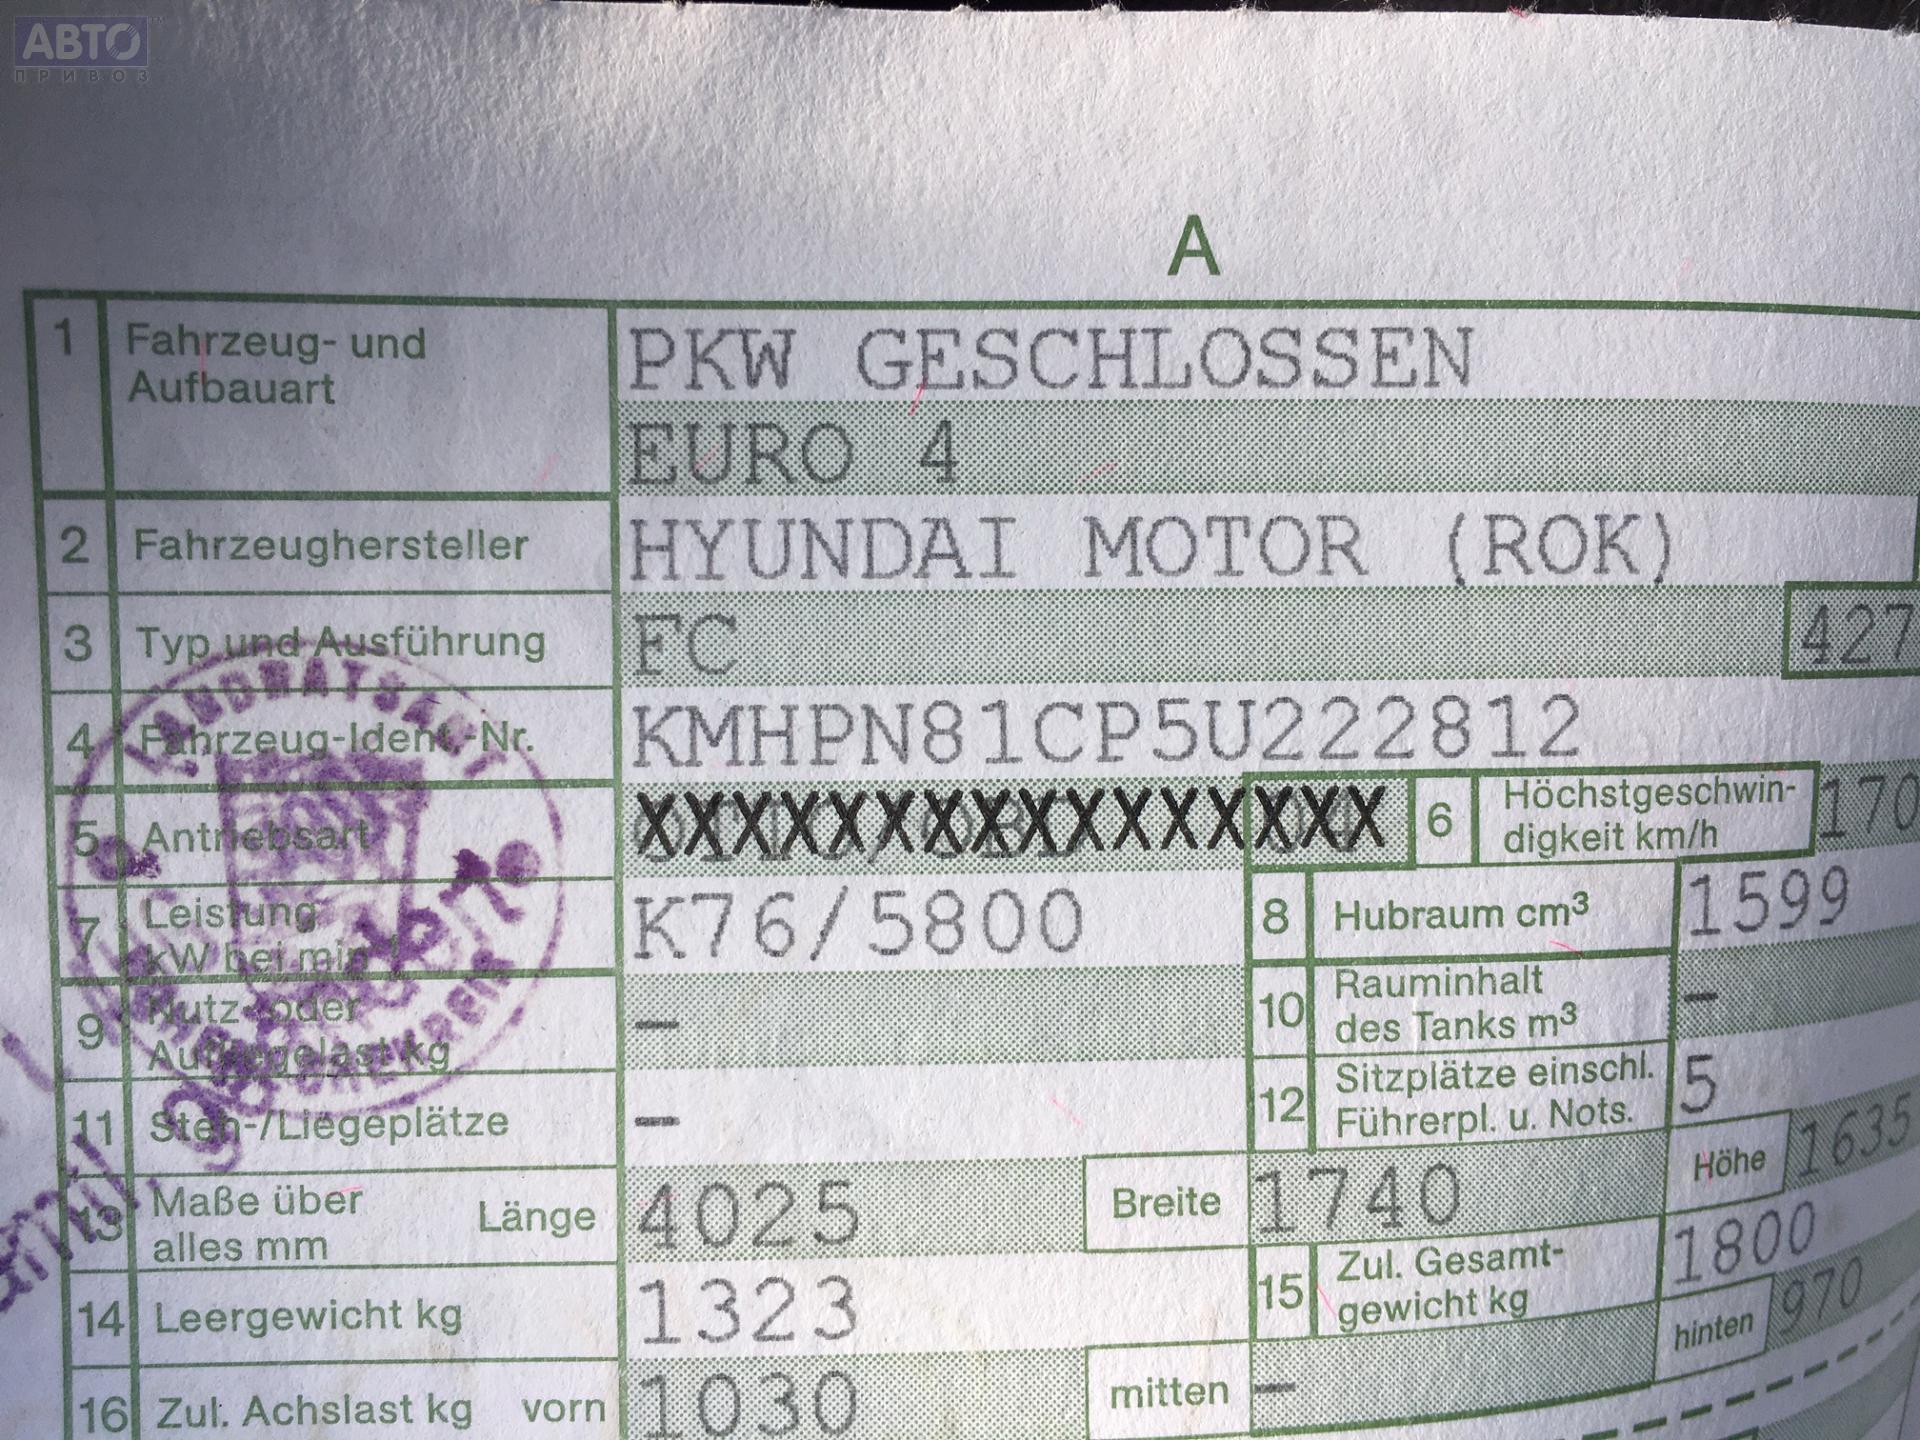 АВТО
ПРИВОЗ
A
1 Fahrzeug- und Aufbauart PKW GESCHLOSSEN
EURO 4
2 Fahrzeughersteller HYUNDAI MOTOR (ROK)
3 Typ und Ausführung FC 427
4 Fahrzeug-Ident.-Nr. KMHPN81CP5U222812
5 Antriebsart XXXXXXXXXXXXXXXX 6 Höchstgeschwin-
digkeit km/h 170
7 Leistung
kW bei min K76/5800 8 Hubraum cm³ 1599
9 Nutz- oder
Aufliegelast kg – 10 Rauminhalt
des Tanks m³ –
11 Steh-/Liegeplätze – 12 Sitzplätze einschl.
Führerpl. u. Nots. 5
13 Maße über
alles mm Länge 4025 Breite 1740 Höhe 1635
14 Leergewicht kg 1323 15 Zul. Gesamt-
gewicht kg 1800
16 Zul. Achslast kg vorn 1030 mitten – hinten 970
LANDRATSAMT